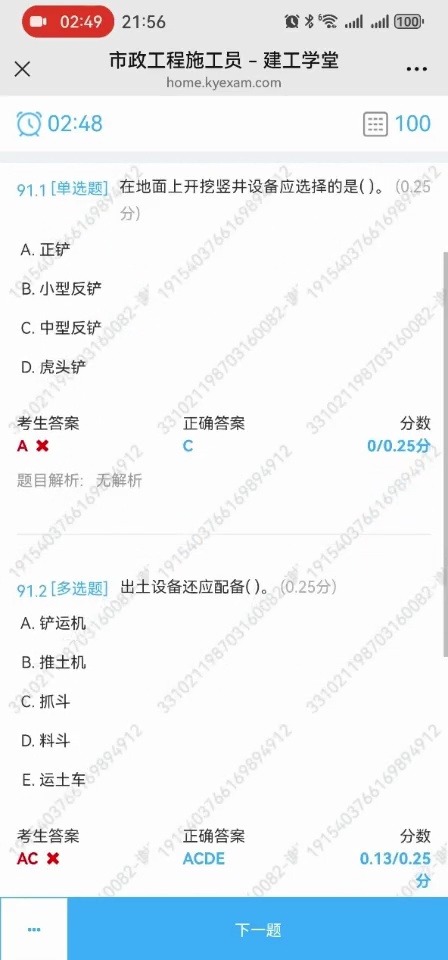 02:49 21:56 100
市政工程施工员 - 建工学堂
home.kyexam.com
02:48 100
91.1 [单选题] 在地面上开挖竖井设备应选择的是( )。 (0.25
分)
A. 正铲
B. 小型反铲
C. 中型反铲
D. 虎头铲
考生答案 正确答案 分数
A ✖ C 0/0.25分
题目解析: 无解析
91.2 [多选题] 出土设备还应配备( )。 (0.25分)
A. 铲运机
B. 推土机
C. 抓斗
D. 料斗
E. 运土车
考生答案 正确答案 分数
AC ✖ ACDE 0.13/0.25
分
下一题